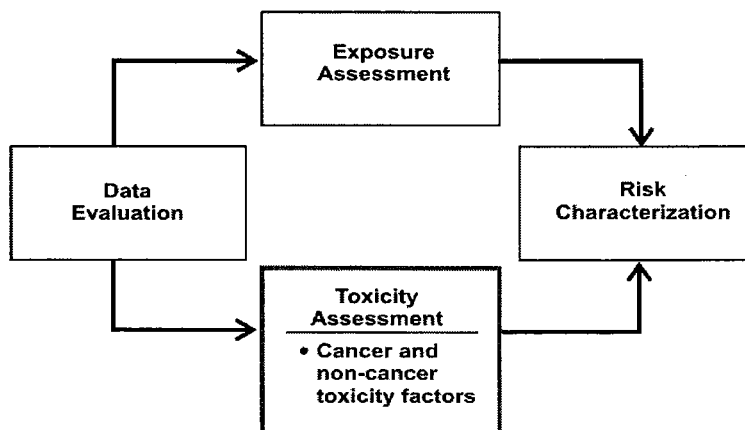 Exposure
Assessment
Data
Evaluation
Risk
Characterization
Toxicity
Assessment
• Cancer and
non-cancer
toxicity factors